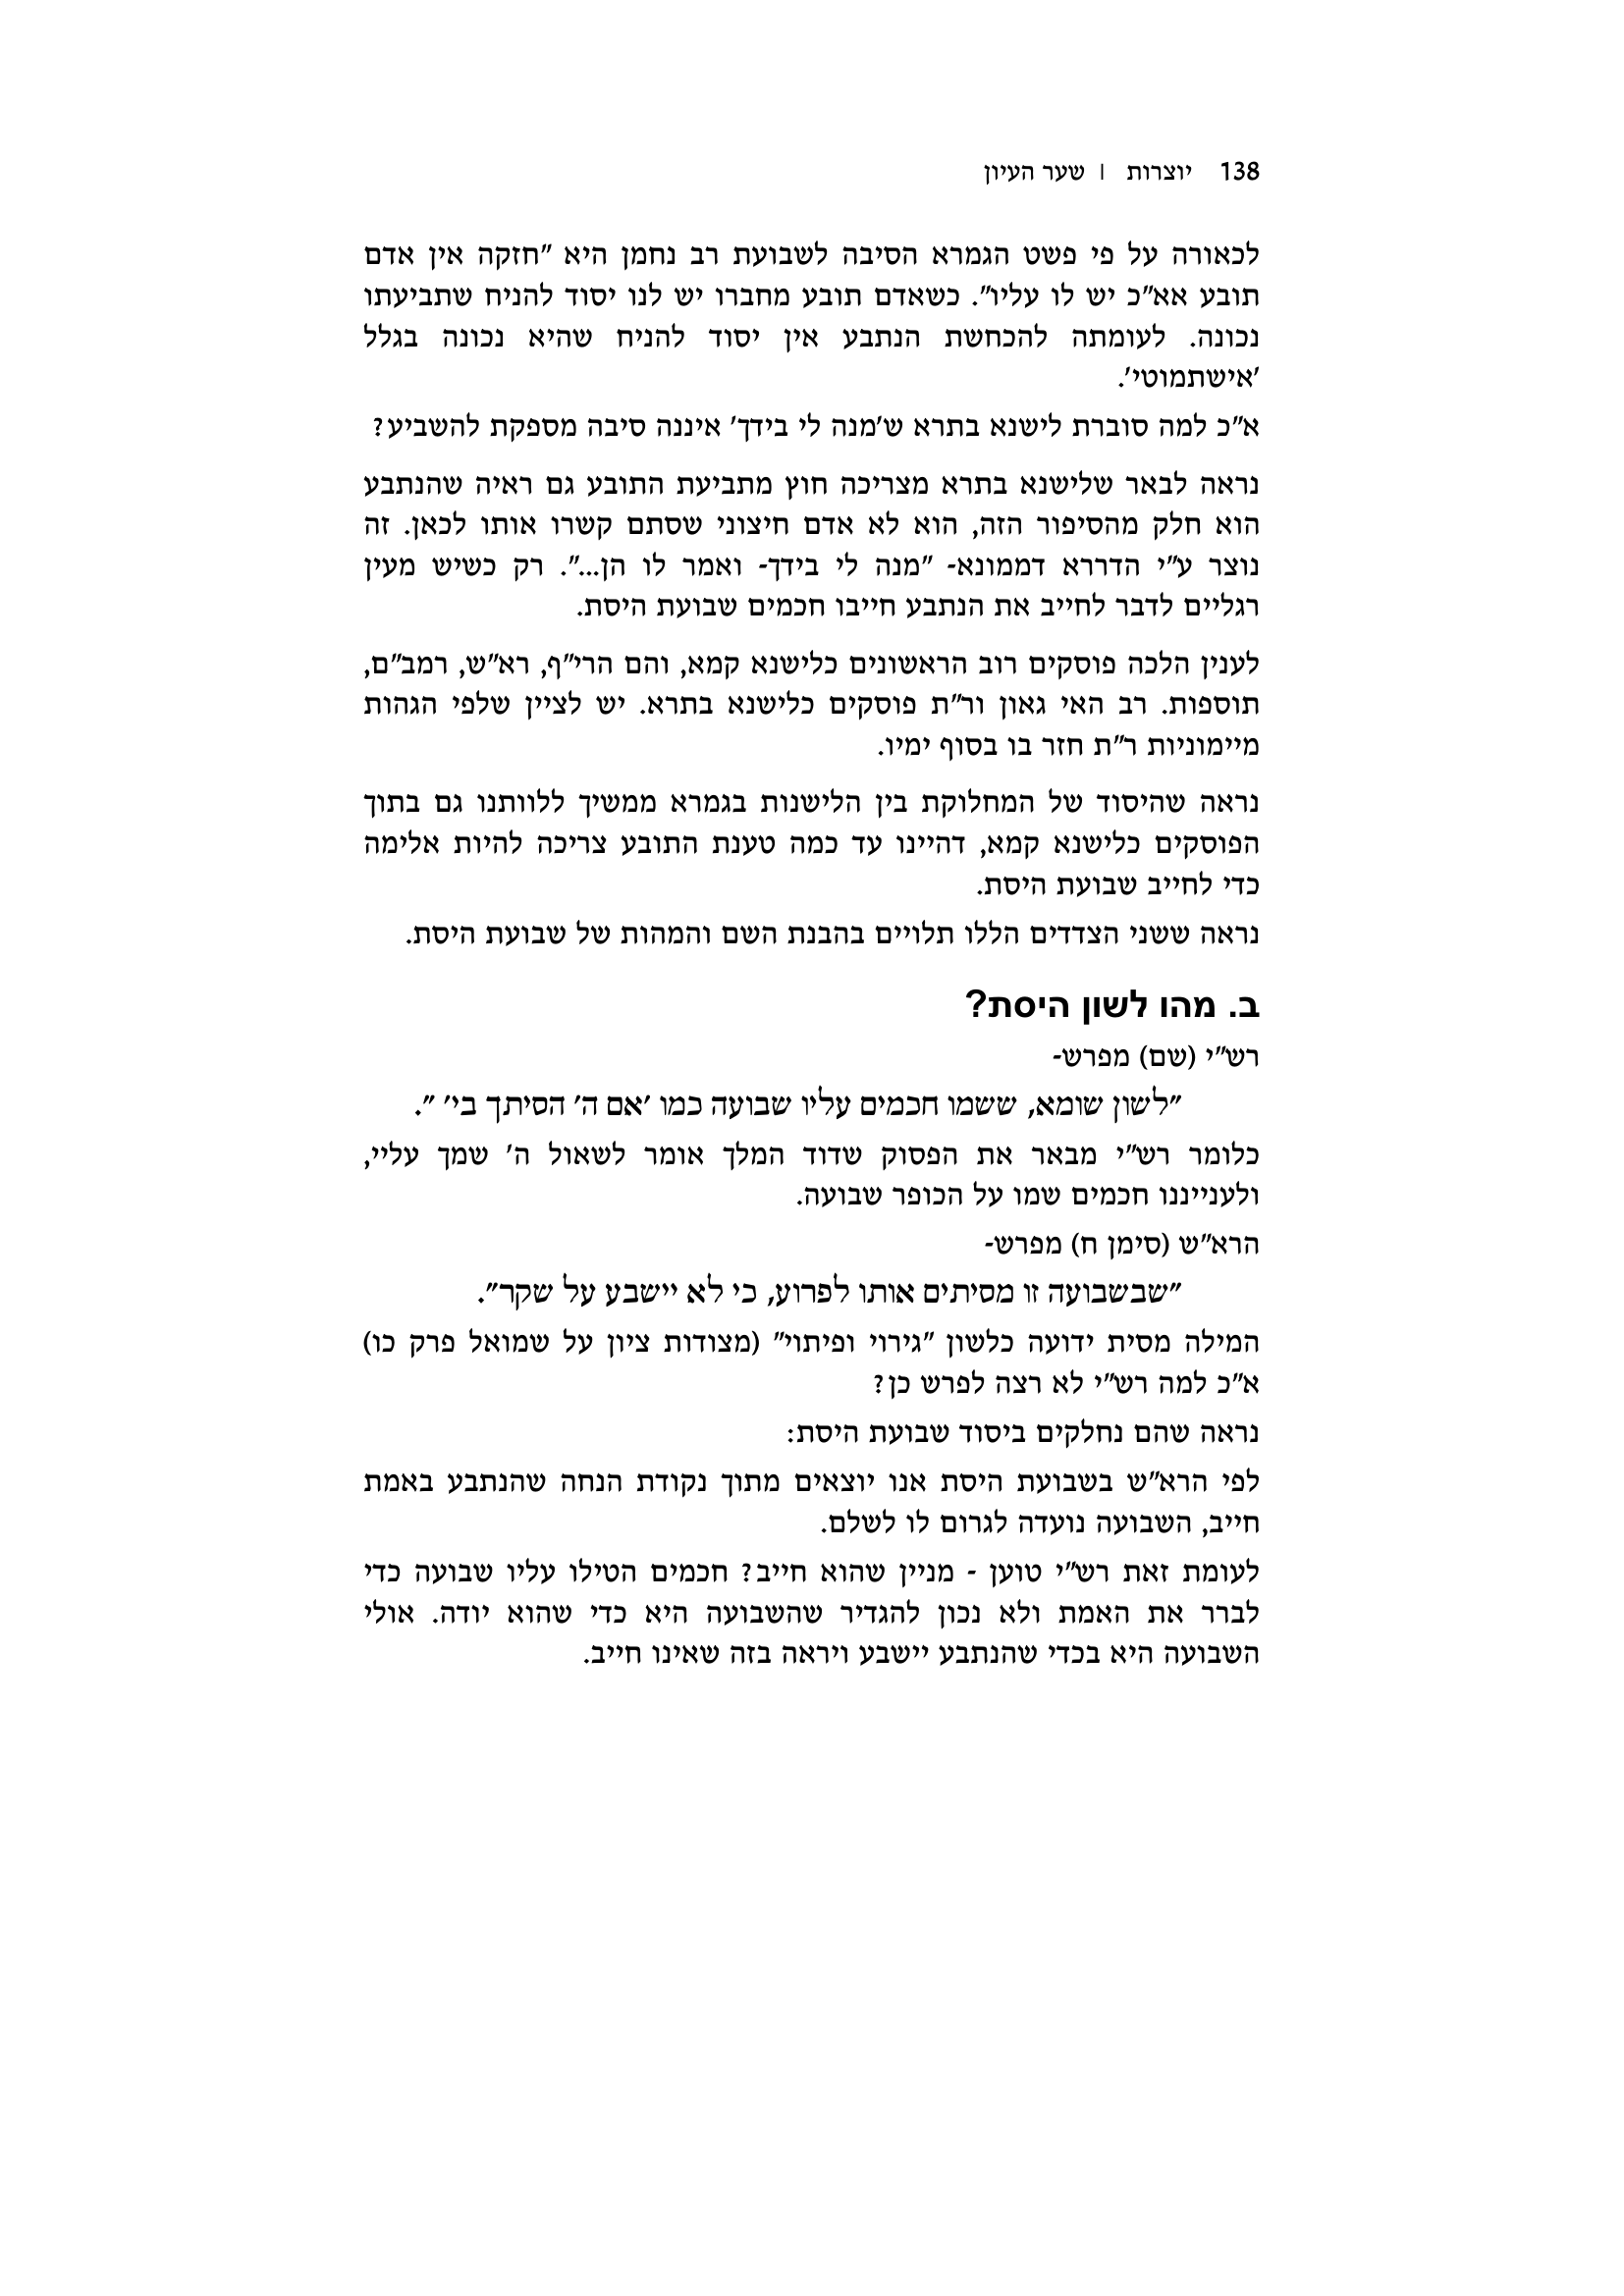 138 יוצרות | שער העיון
לכאורה על פי פשט הגמרא הסיבה לשבועת רב נחמן היא "חזקה אין אדם
תובע אא"כ יש לו עליו". כשאדם תובע מחברו יש לנו יסוד להניח שתביעתו
נכונה. לעומתה להכחשת הנתבע אין יסוד להניח שהיא נכונה בגלל
'אישתמוטי'.
א"כ למה סוברת לישנא בתרא ש'מנה לי בידך' איננה סיבה מספקת להשביע?
נראה לבאר שלישנא בתרא מצריכה חוץ מתביעת התובע גם ראיה שהנתבע
הוא חלק מהסיפור הזה, הוא לא אדם חיצוני שסתם קשרו אותו לכאן. זה
נוצר ע"י הדררא דממונא- "מנה לי בידך- ואמר לו הן...". רק כשיש מעין
רגליים לדבר לחייב את הנתבע חייבו חכמים שבועת היסת.
לענין הלכה פוסקים רוב הראשונים כלישנא קמא, והם הרי"ף, רא"ש, רמב"ם,
תוספות. רב האי גאון ור"ת פוסקים כלישנא בתרא. יש לציין שלפי הגהות
מיימוניות ר"ת חזר בו בסוף ימיו.
נראה שהיסוד של המחלוקת בין הלישנות בגמרא ממשיך ללוותנו גם בתוך
הפוסקים כלישנא קמא, דהיינו עד כמה טענת התובע צריכה להיות אלימה
כדי לחייב שבועת היסת.
נראה ששני הצדדים הללו תלויים בהבנת השם והמהות של שבועת היסת.
ב. מהו לשון היסת?
רש"י (שם) מפרש-
"לשון שומא, ששמו חכמים עליו שבועה כמו 'אם ה' הסיתך בי' ".
כלומר רש"י מבאר את הפסוק שדוד המלך אומר לשאול ה' שמך עליי,
ולענייננו חכמים שמו על הכופר שבועה.
הרא"ש (סימן ח) מפרש-
"שבשבועה זו מסיתים אותו לפרוע, כי לא יישבע על שקר".
המילה מסית ידועה כלשון "גירוי ופיתוי" (מצודות ציון על שמואל פרק כו)
א"כ למה רש"י לא רצה לפרש כן?
נראה שהם נחלקים ביסוד שבועת היסת:
לפי הרא"ש בשבועת היסת אנו יוצאים מתוך נקודת הנחה שהנתבע באמת
חייב, השבועה נועדה לגרום לו לשלם.
לעומת זאת רש"י טוען - מניין שהוא חייב? חכמים הטילו עליו שבועה כדי
לברר את האמת ולא נכון להגדיר שהשבועה היא כדי שהוא יודה. אולי
השבועה היא בכדי שהנתבע יישבע ויראה בזה שאינו חייב.